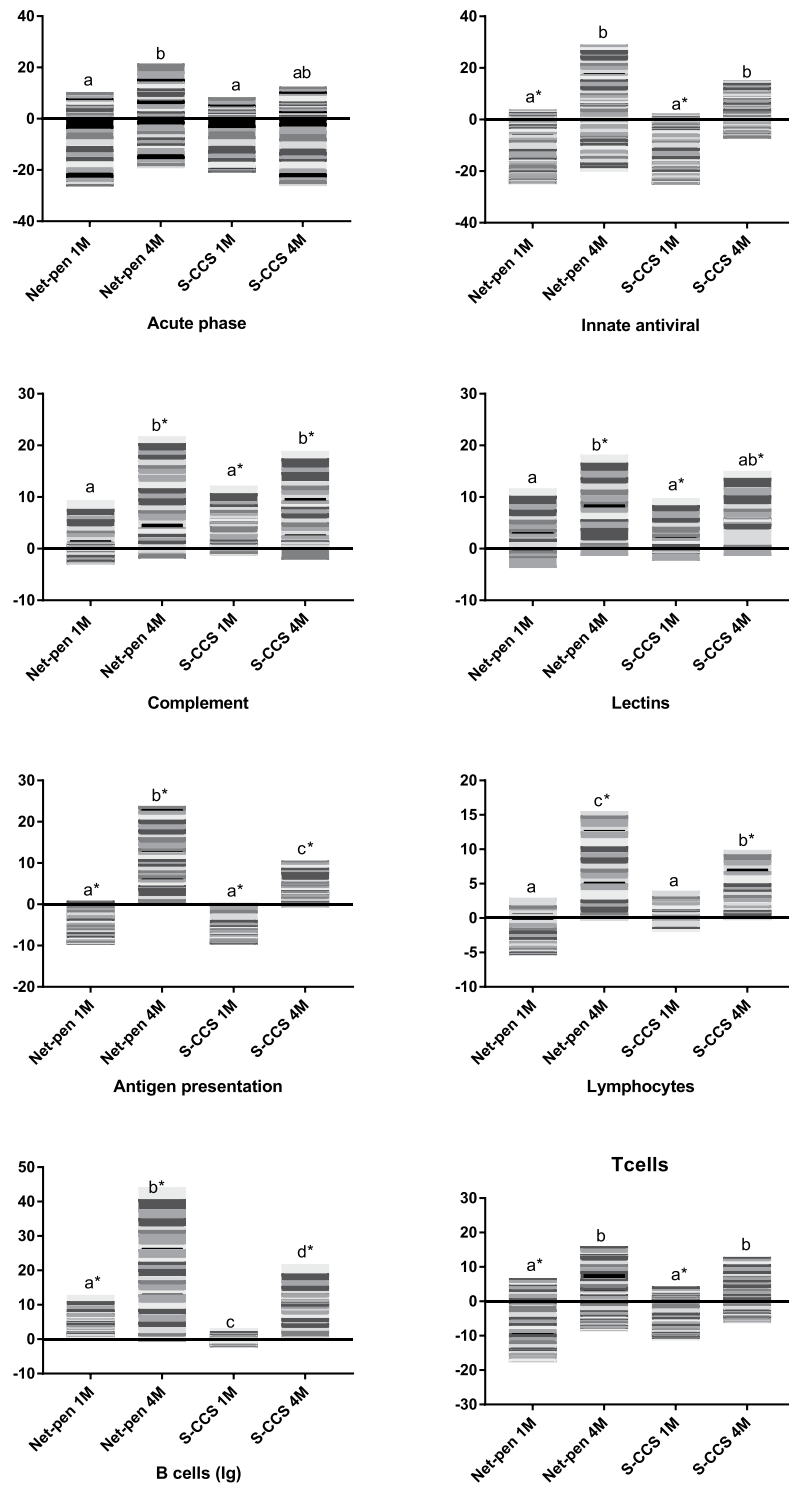 40
20
0
-20
-40
a
b
a
ab
Net-pen 1M
Net-pen 4M
S-CCS 1M
S-CCS 4M
Acute phase
40
20
0
-20
-40
a*
b
a*
b
Net-pen 1M
Net-pen 4M
S-CCS 1M
S-CCS 4M
Innate antiviral
30
20
10
0
-10
a
b*
a*
b*
Net-pen 1M
Net-pen 4M
S-CCS 1M
S-CCS 4M
Complement
30
20
10
0
-10
a
b*
a*
ab*
Net-pen 1M
Net-pen 4M
S-CCS 1M
S-CCS 4M
Lectins
30
20
10
0
-10
-20
a*
b*
a*
c*
Net-pen 1M
Net-pen 4M
S-CCS 1M
S-CCS 4M
Antigen presentation
20
15
10
5
0
-5
-10
a
c*
a
b*
Net-pen 1M
Net-pen 4M
S-CCS 1M
S-CCS 4M
Lymphocytes
50
40
30
20
10
0
-10
a*
b*
c
d*
Net-pen 1M
Net-pen 4M
S-CCS 1M
S-CCS 4M
B cells (Ig)
Tcells
30
20
10
0
-10
-20
-30
a*
b
a*
b
Net-pen 1M
Net-pen 4M
S-CCS 1M
S-CCS 4M